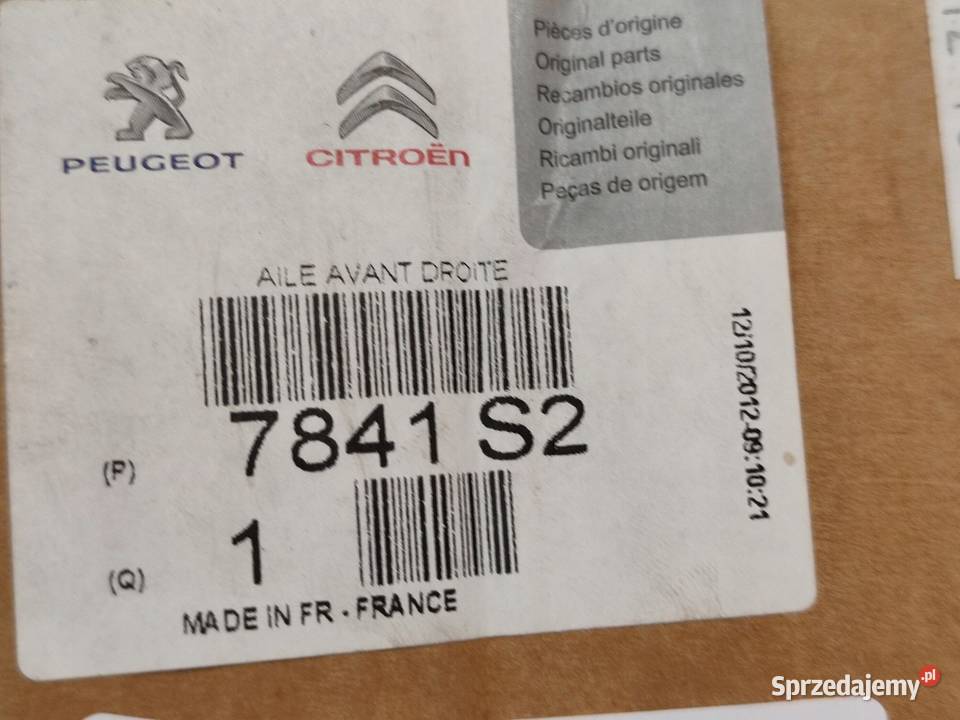 PEUGEOT
CITROËN
Pièces d'origine
Original parts
Recambios originales
Originalteile
Ricambi originali
Peças de origem
AILE AVANT DROITE
(P) 7841 S2
(Q) 1
MADE IN FR - FRANCE
12/10/2012-09:10:21
Sprzedajemy.pl